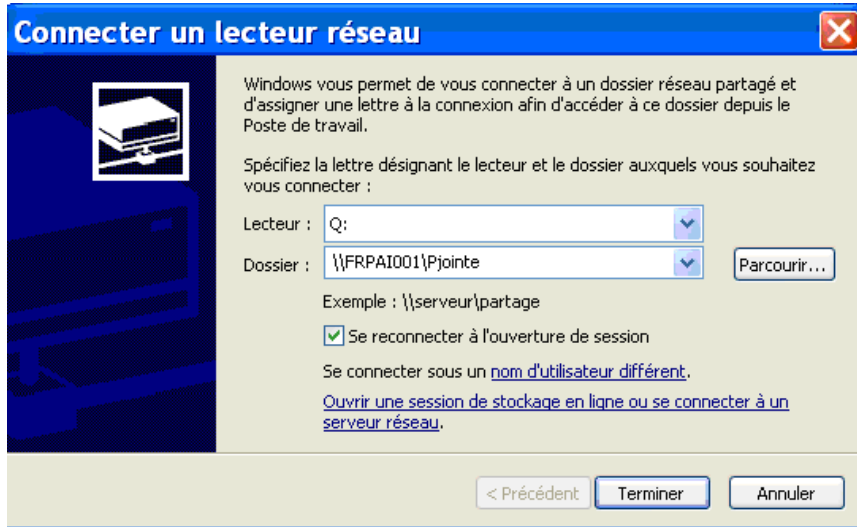 Connecter un lecteur réseau
Windows vous permet de vous connecter à un dossier réseau partagé et
d'assigner une lettre à la connexion afin d'accéder à ce dossier depuis le
Poste de travail.
Spécifiez la lettre désignant le lecteur et le dossier auxquels vous souhaitez
vous connecter :
Lecteur : Q:
Dossier : \\FRPAI001\Pjointe Parcourir...
Exemple : \\serveur\partage
Se reconnecter à l'ouverture de session
Se connecter sous un nom d'utilisateur différent.
Ouvrir une session de stockage en ligne ou se connecter à un
serveur réseau.
< Précédent Terminer Annuler